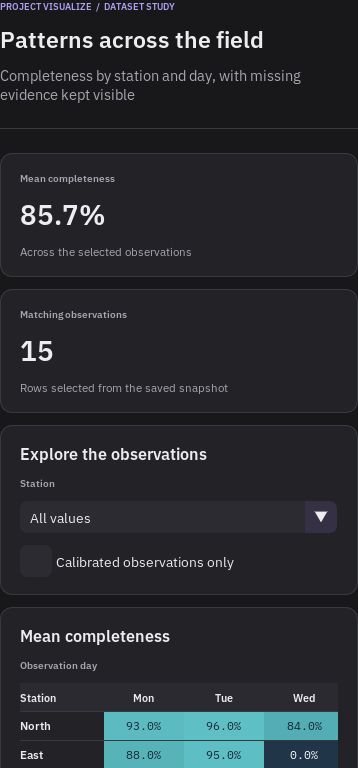 PROJECT VISUALIZE / DATASET STUDY
Patterns across the field
Completeness by station and day, with missing
evidence kept visible
Mean completeness
85.7%
Across the selected observations
Matching observations
15
Rows selected from the saved snapshot
Explore the observations
Station
All values
Calibrated observations only
Mean completeness
Observation day
Station Mon Tue Wed
North 93.0% 96.0% 84.0%
East 88.0% 95.0% 0.0%